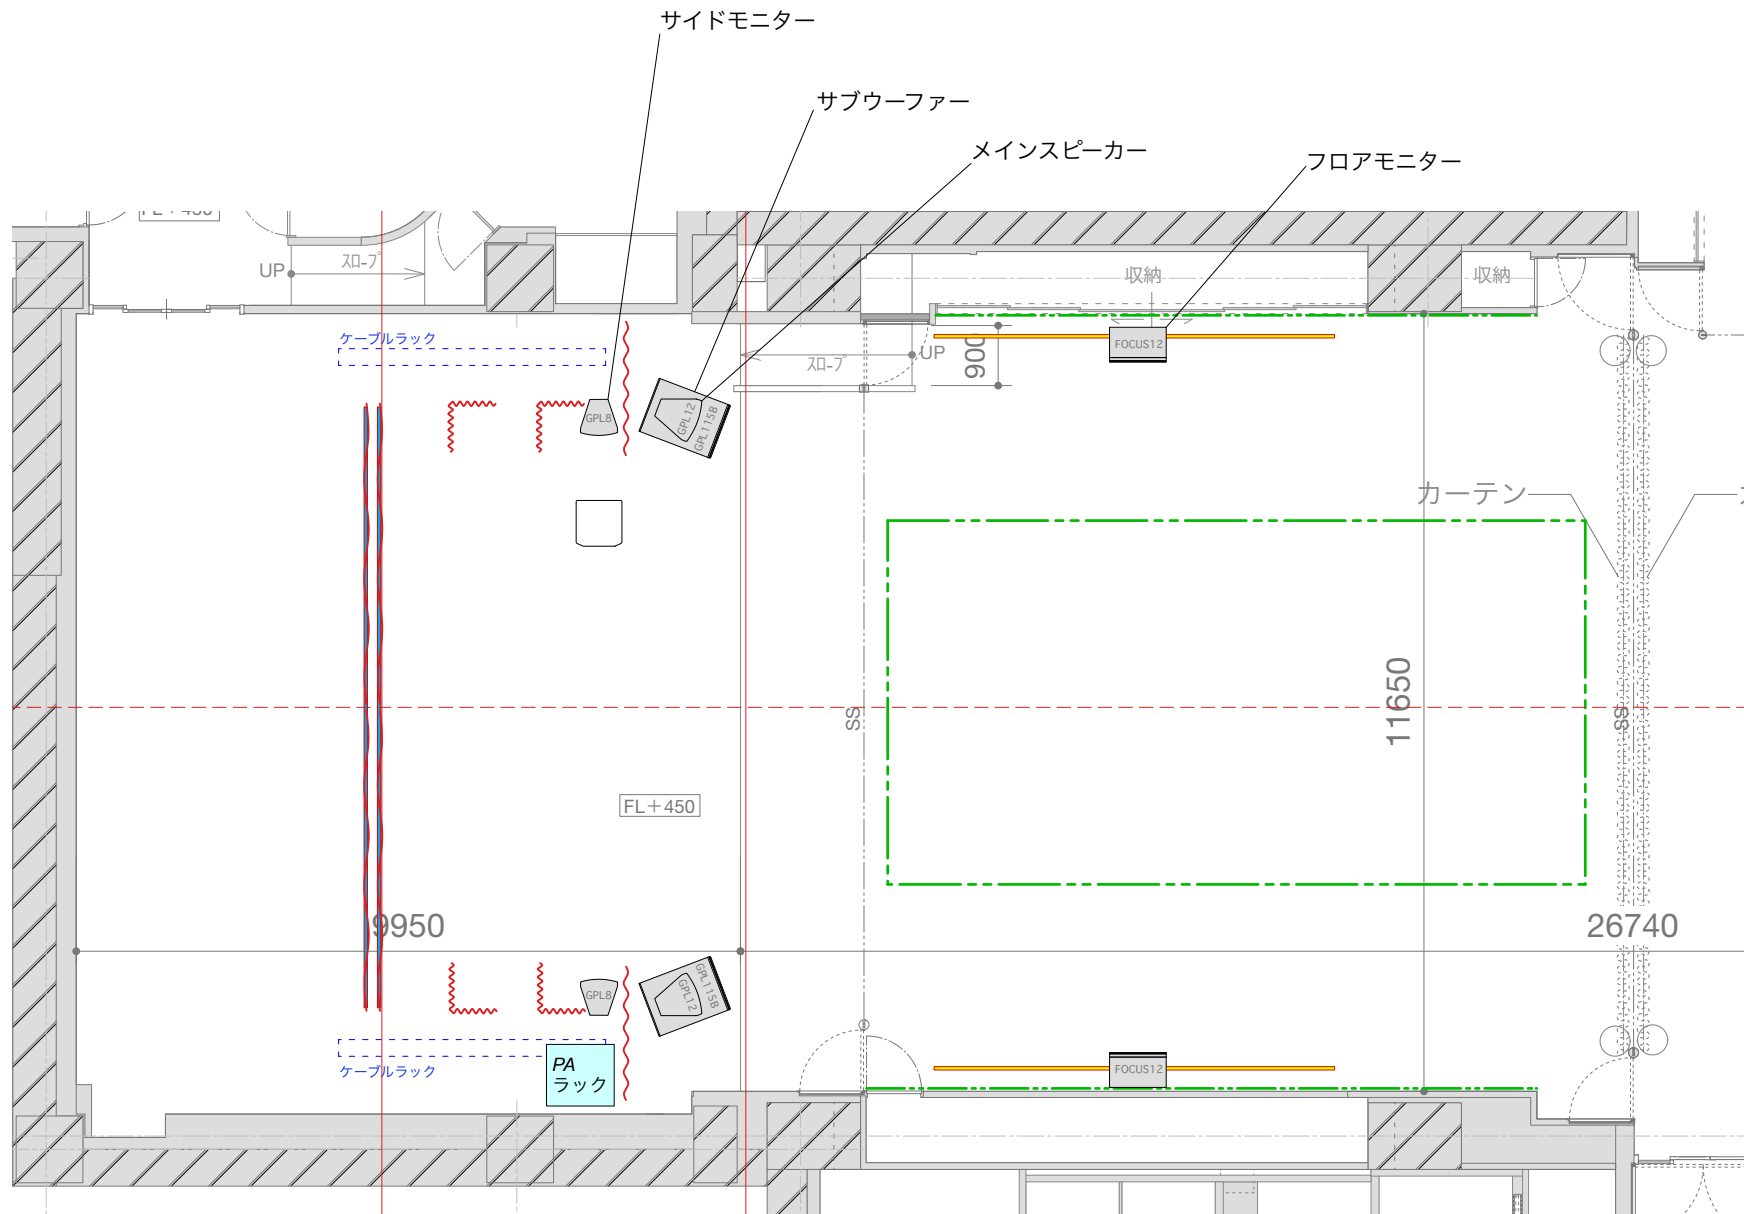 サイドモニター
サブウーファー
メインスピーカー
フロアモニター
UP
ｽﾛｰﾌﾟ
収納
収納
ケーブルラック
FOCUS12
UP
ｽﾛｰﾌﾟ
900
GPL8
GPL12
GPL115B
カーテン
11650
SS
SS
FL＋450
9950
26740
GPL8
GPL12
GPL115B
ケーブルラック
PA
ラック
FOCUS12